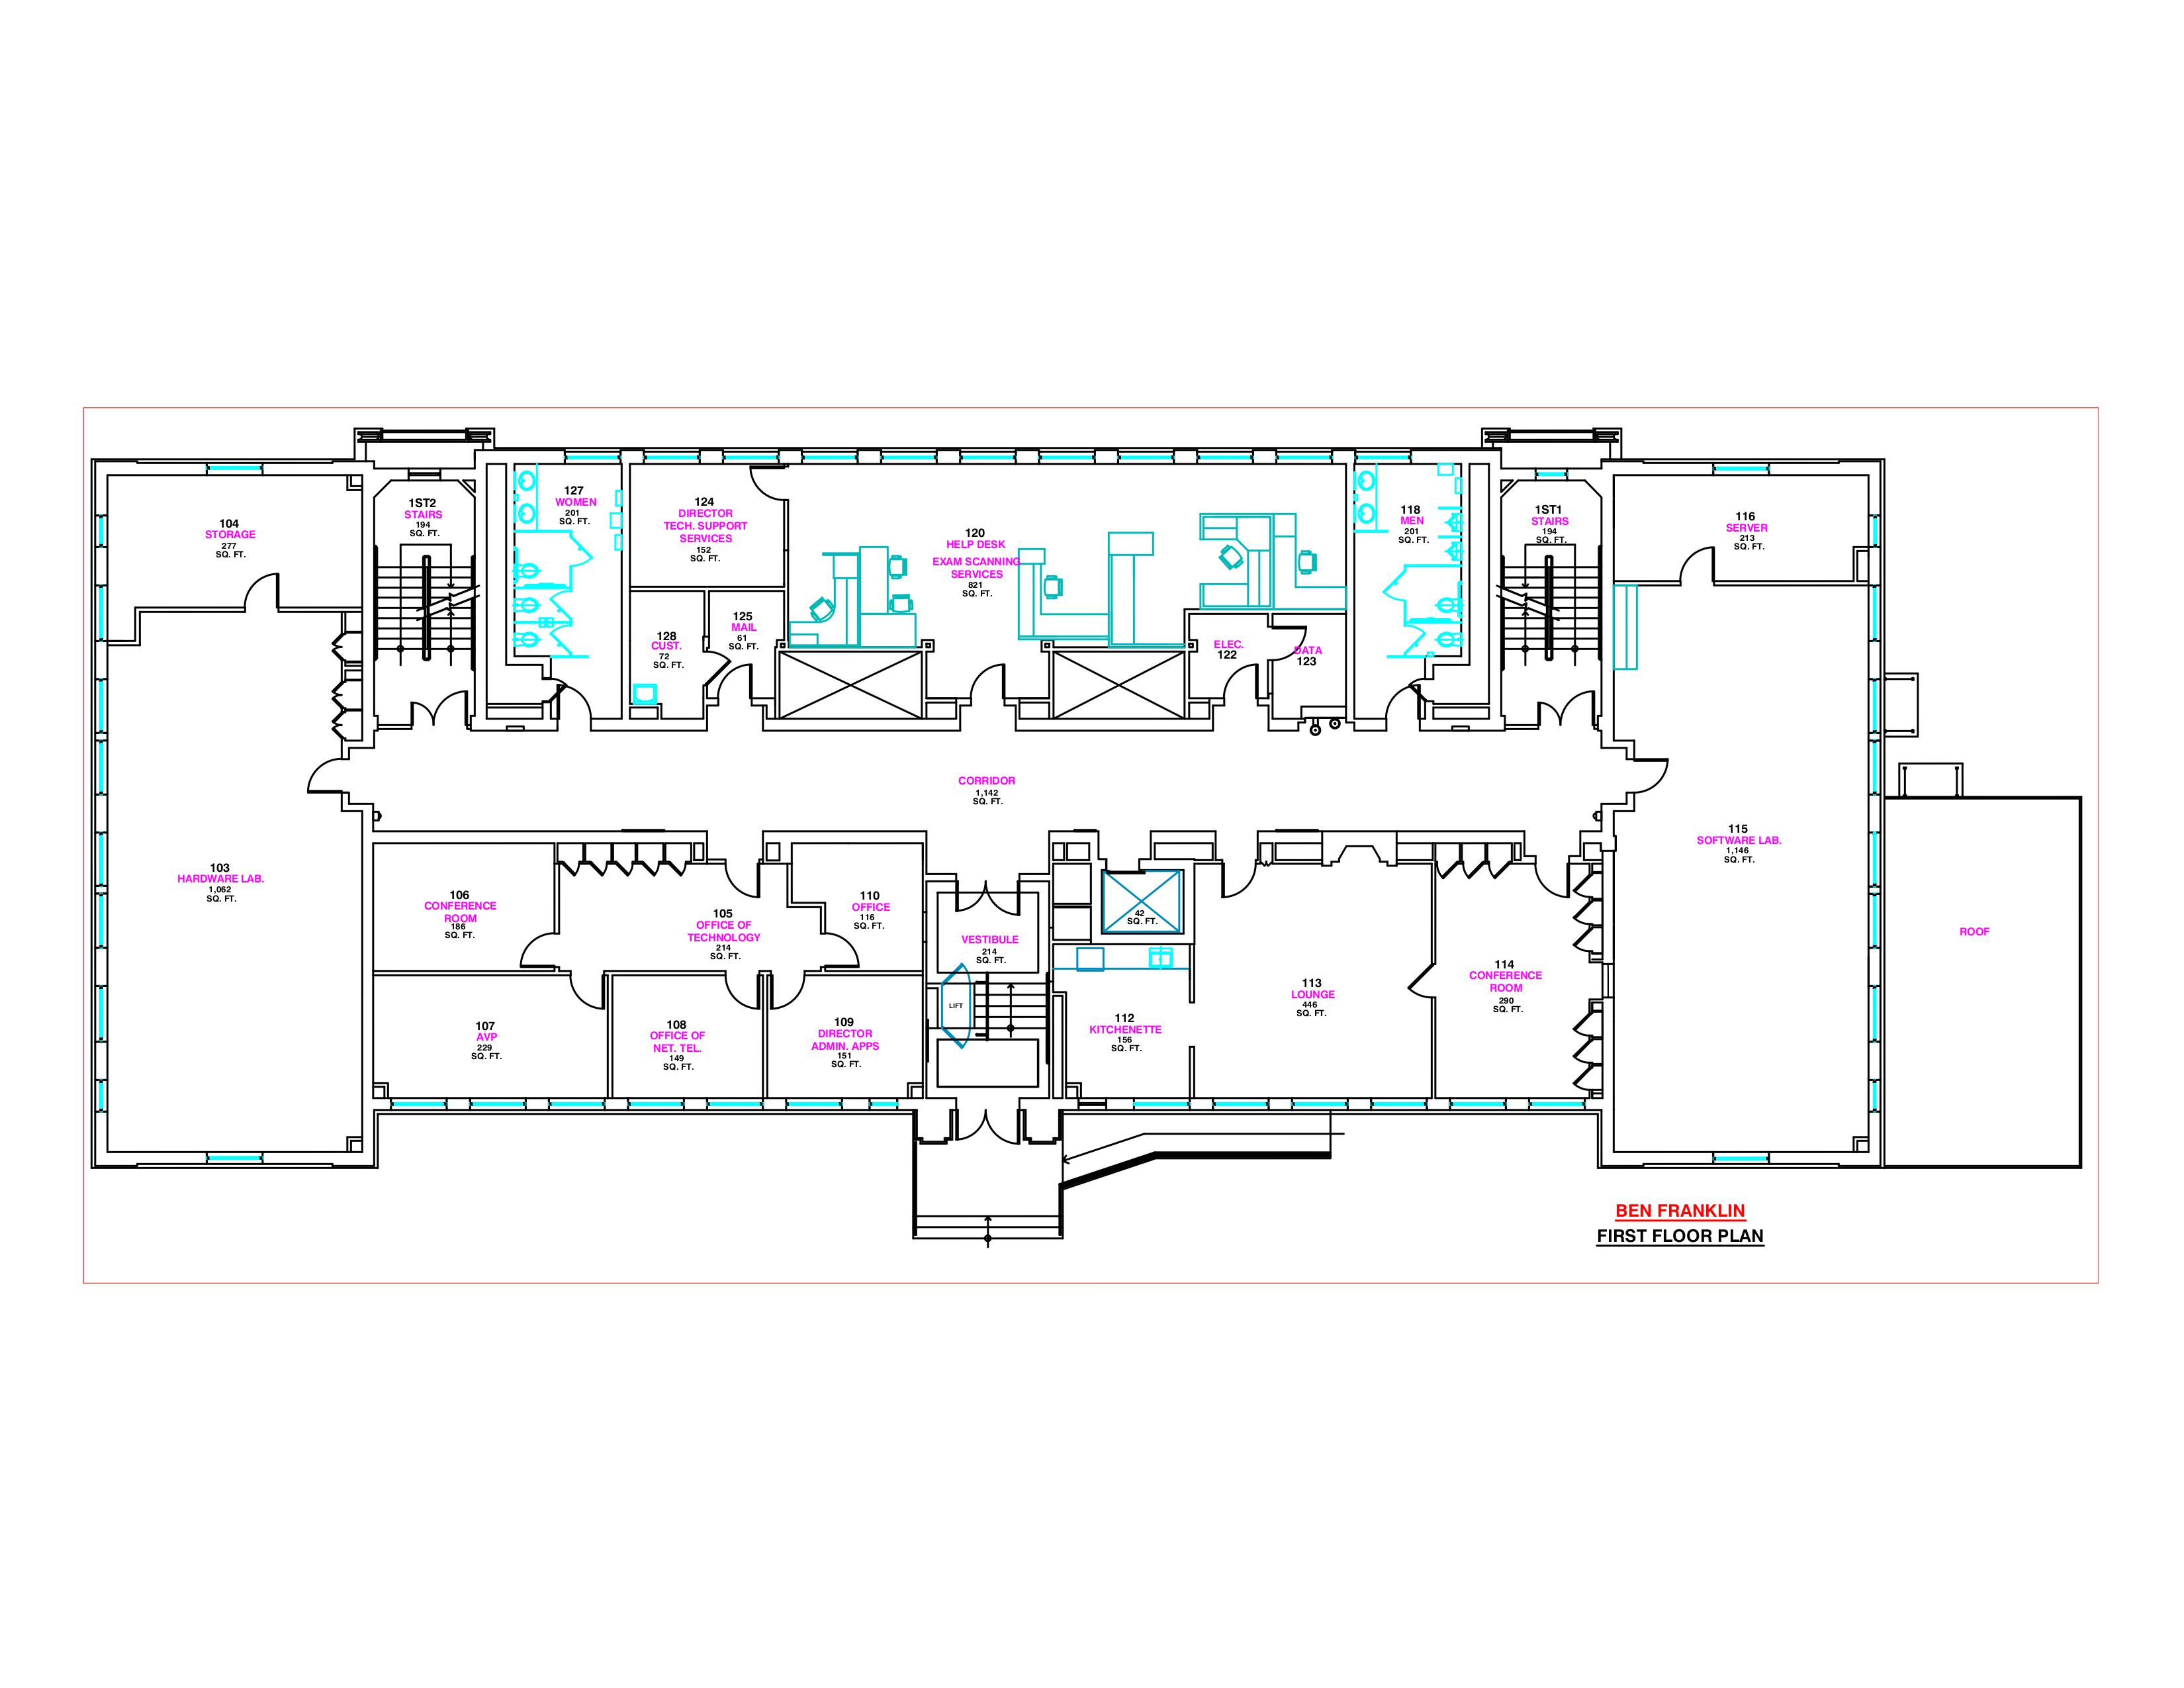 1ST2
STAIRS
194
SQ. FT.
127
WOMEN
201
SQ. FT.
124
DIRECTOR
TECH. SUPPORT
SERVICES
152
SQ. FT.
120
HELP DESK
EXAM SCANNING
SERVICES
821
SQ. FT.
118
MEN
201
SQ. FT.
1ST1
STAIRS
194
SQ. FT.
116
SERVER
213
SQ. FT.
104
STORAGE
277
SQ. FT.
128
CUST.
72
SQ. FT.
125
MAIL
61
SQ. FT.
ELEC.
122
DATA
123
CORRIDOR
1,142
SQ. FT.
103
HARDWARE LAB.
1,062
SQ. FT.
106
CONFERENCE
ROOM
186
SQ. FT.
105
OFFICE OF
TECHNOLOGY
214
SQ. FT.
110
OFFICE
116
SQ. FT.
VESTIBULE
214
SQ. FT.
LIFT
42
SQ. FT.
113
LOUNGE
446
SQ. FT.
114
CONFERENCE
ROOM
290
SQ. FT.
115
SOFTWARE LAB.
1,146
SQ. FT.
ROOF
107
AVP
229
SQ. FT.
108
OFFICE OF
NET. TEL.
149
SQ. FT.
109
DIRECTOR
ADMIN. APPS
151
SQ. FT.
112
KITCHENETTE
156
SQ. FT.
BEN FRANKLIN
FIRST FLOOR PLAN